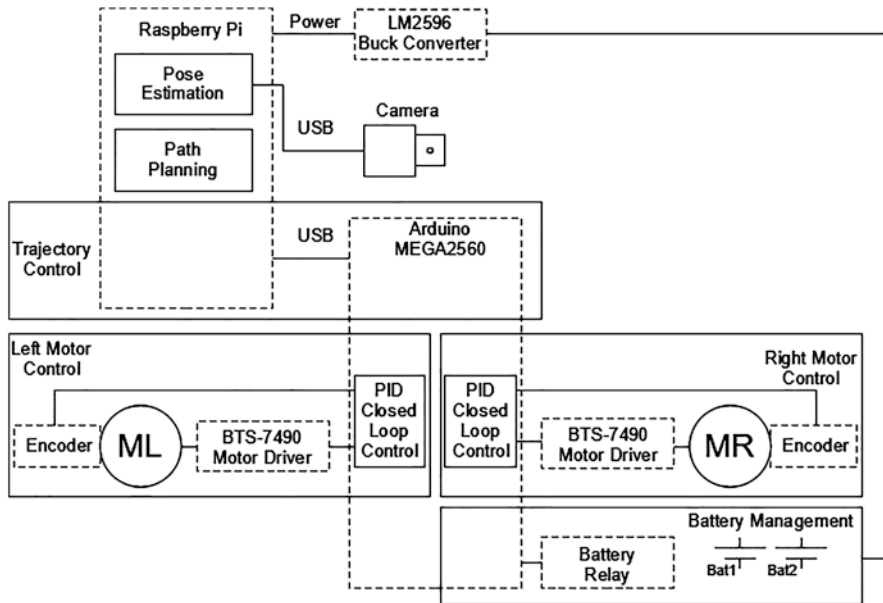 Raspberry Pi
Power
LM2596
Buck Converter
Pose
Estimation
USB
Camera
Path
Planning
Trajectory
Control
USB
Arduino
MEGA2560
Left Motor
Control
Encoder
ML
BTS-7490
Motor Driver
PID
Closed
Loop
Control
PID
Closed
Loop
Control
Right Motor
Control
BTS-7490
Motor Driver
MR
Encoder
Battery Management
Battery
Relay
Bat1
Bat2